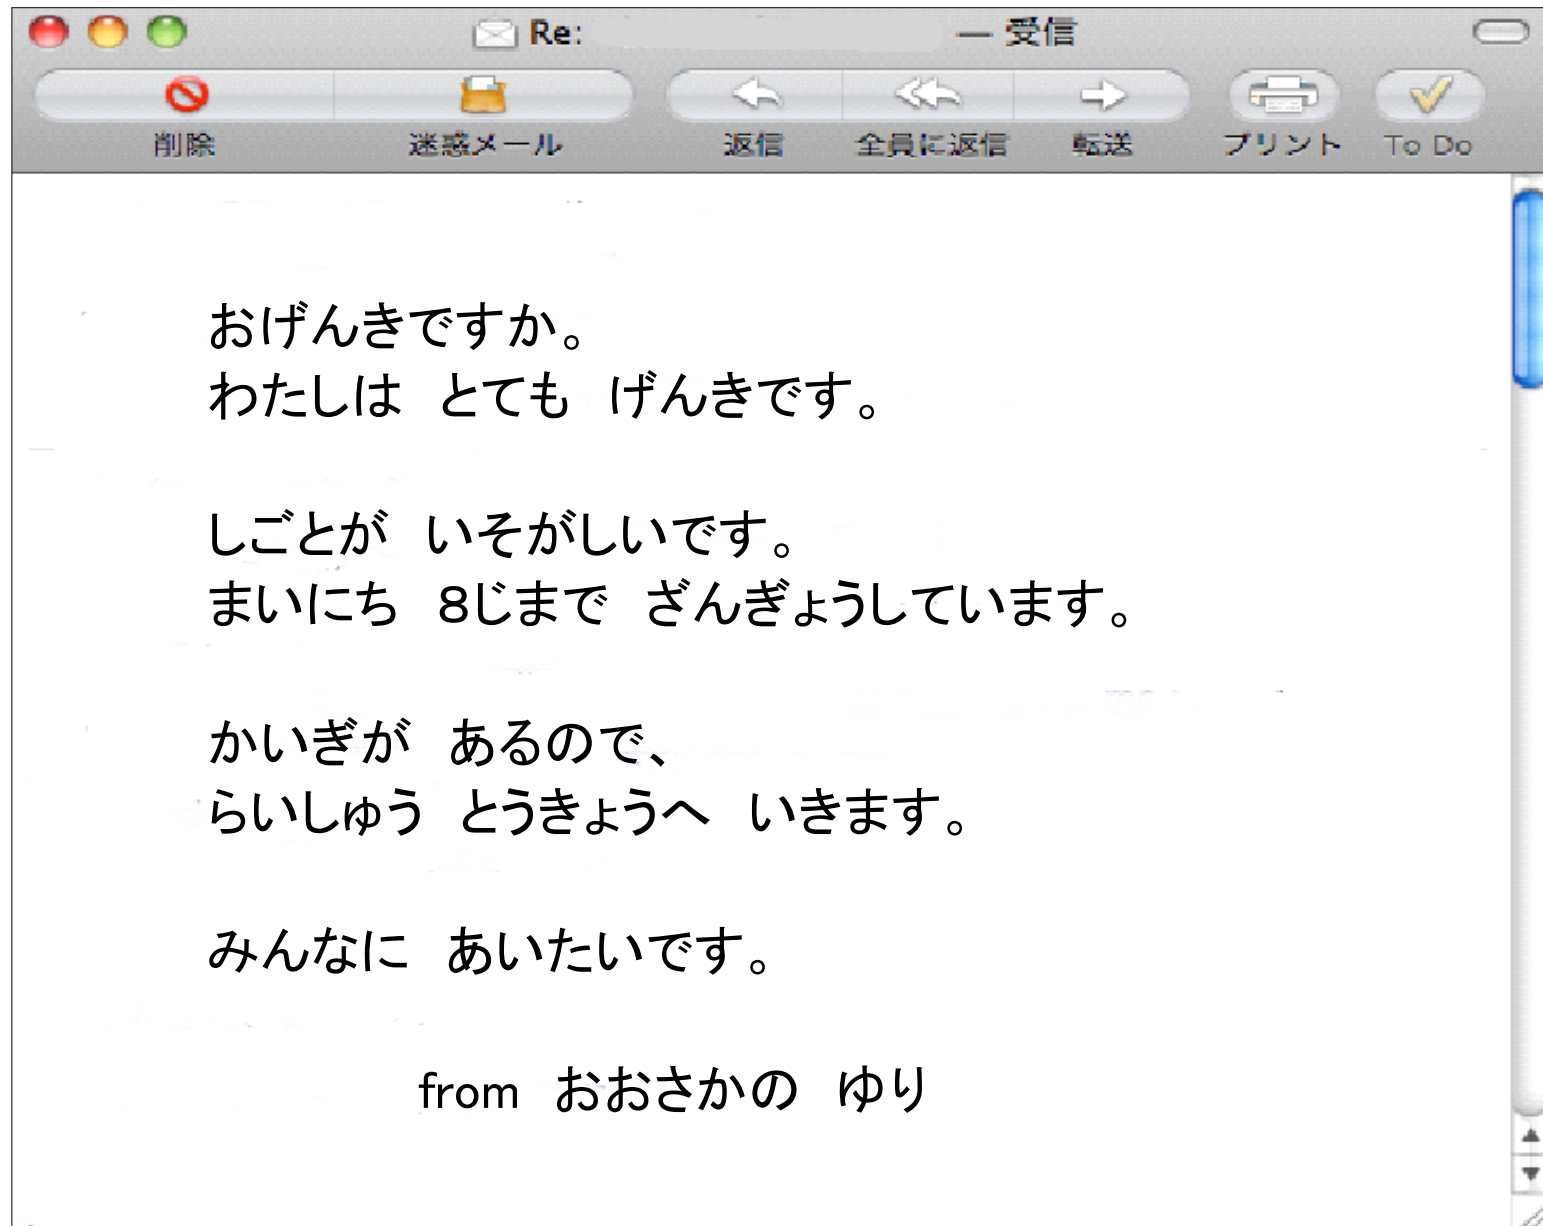 Re: — 受信
削除 迷惑メール 返信 全員に返信 転送 プリント To Do
おげんきですか。
わたしは とても げんきです。
しごとが いそがしいです。
まいにち 8じまで ざんぎょうしています。
かいぎが あるので、
らいしゅう とうきょうへ いきます。
みんなに あいたいです。
from おおさかの ゆり